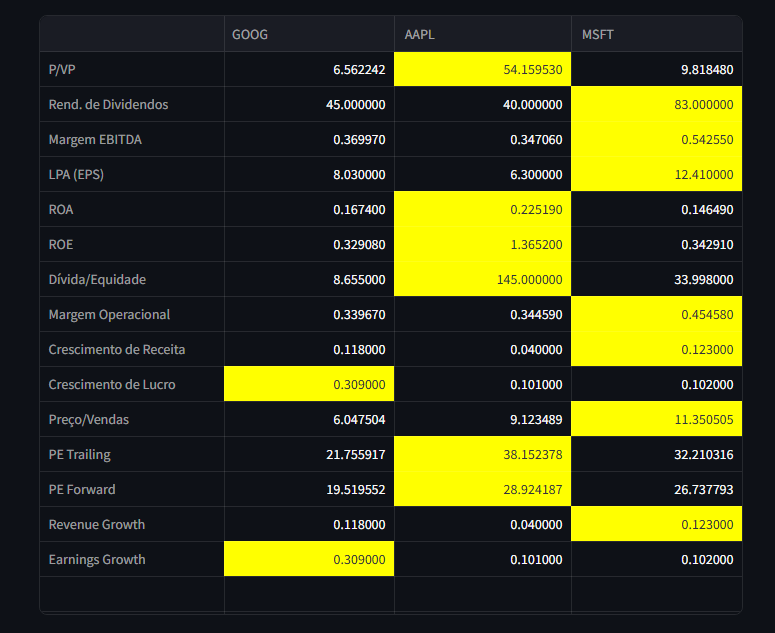 GOOG AAPL MSFT
P/VP 6.562242 54.159530 9.818480
Rend. de Dividendos 45.000000 40.000000 83.000000
Margem EBITDA 0.369970 0.347060 0.542550
LPA (EPS) 8.030000 6.300000 12.410000
ROA 0.167400 0.225190 0.146490
ROE 0.329080 1.365200 0.342910
Dívida/Equidade 8.655000 145.000000 33.998000
Margem Operacional 0.339670 0.344590 0.454580
Crescimento de Receita 0.118000 0.040000 0.123000
Crescimento de Lucro 0.309000 0.101000 0.102000
Preço/Vendas 6.047504 9.123489 11.350505
PE Trailing 21.755917 38.152378 32.210316
PE Forward 19.519552 28.924187 26.737793
Revenue Growth 0.118000 0.040000 0.123000
Earnings Growth 0.309000 0.101000 0.102000